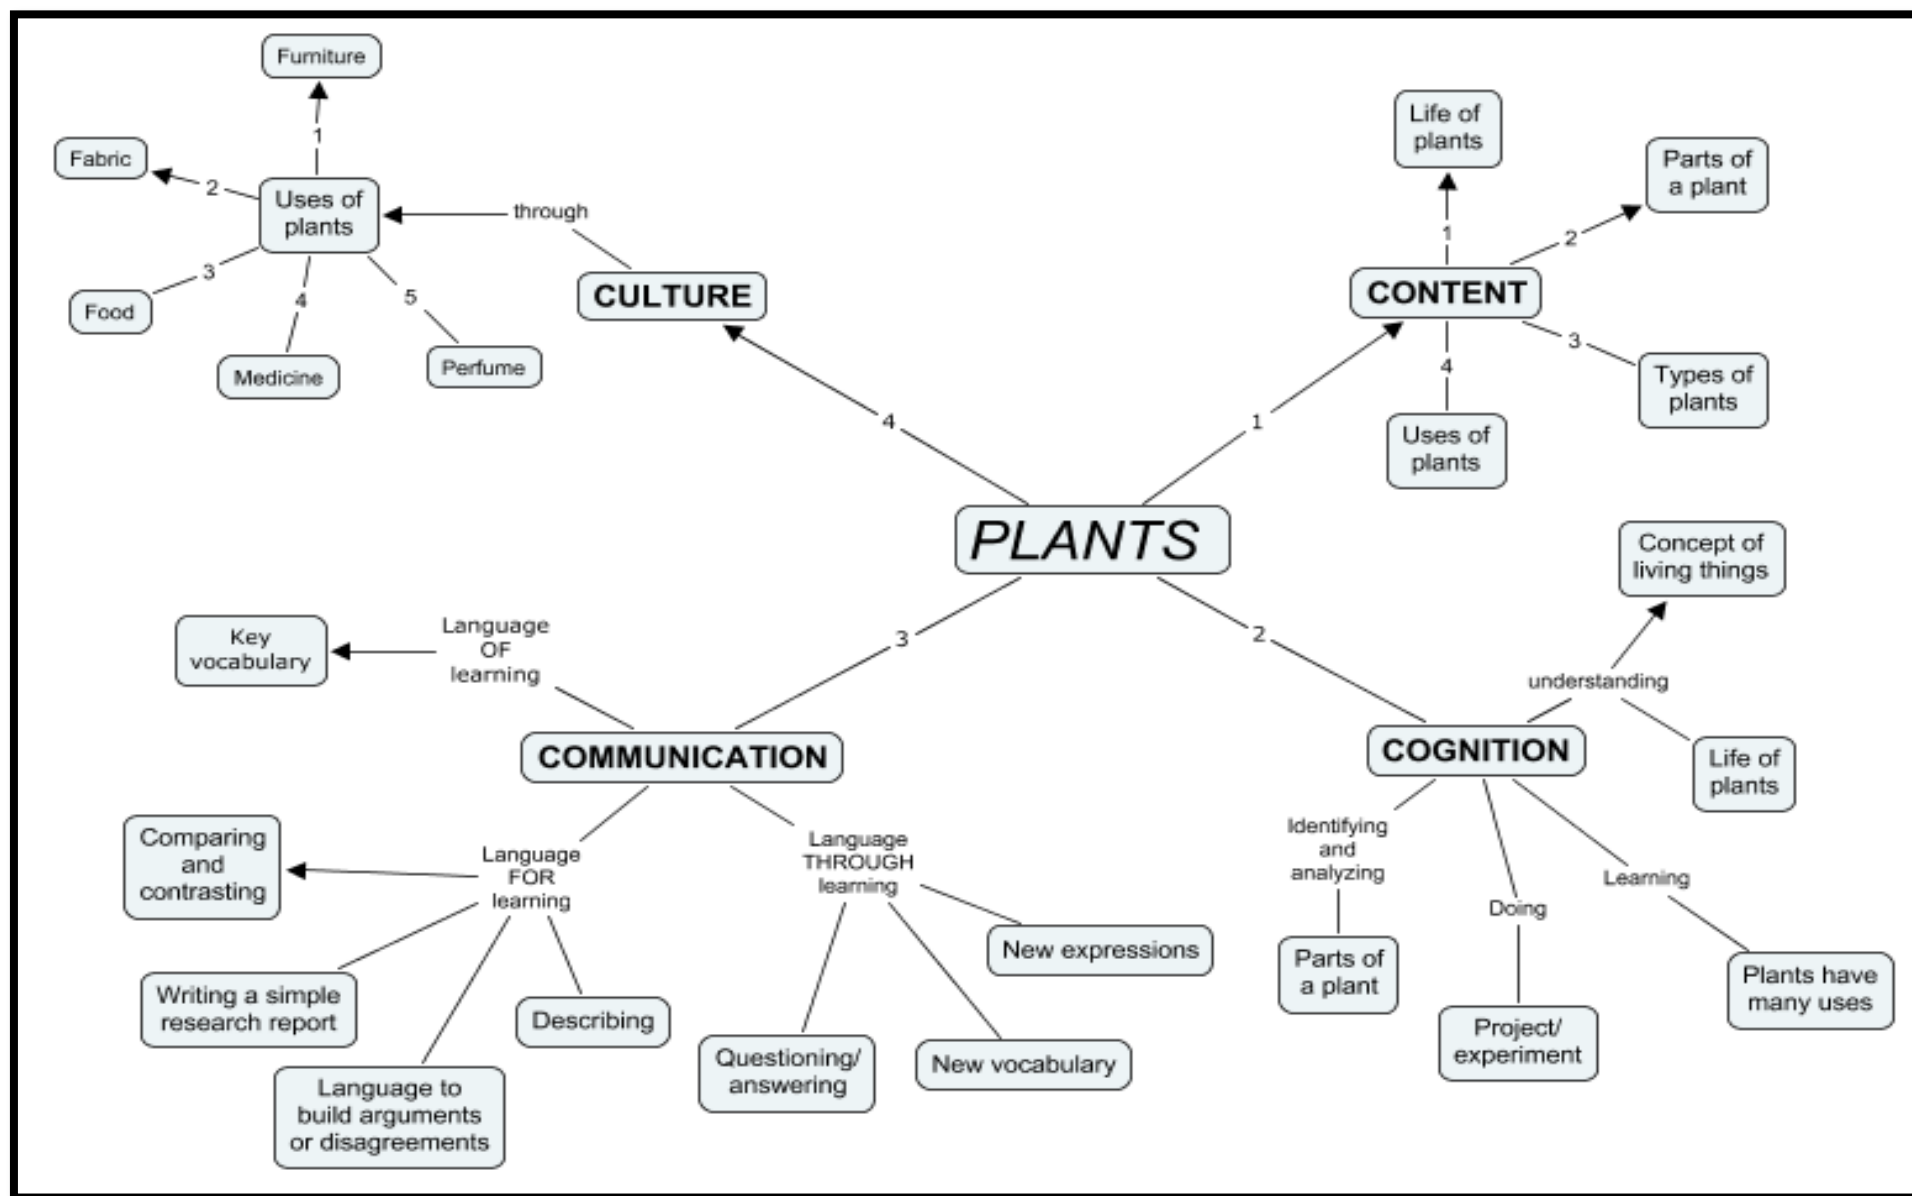 Furniture
1
Fabric
2
Uses of
plants
through
3
4
5
Food
Medicine
Perfume
CULTURE
4
Life of
plants
Parts of
a plant
1
2
CONTENT
3
4
Types of
plants
Uses of
plants
1
PLANTS
3
2
Key
vocabulary
Language
OF
learning
COMMUNICATION
Comparing
and
contrasting
Language
FOR
learning
Language
THROUGH
learning
Writing a simple
research report
Describing
Language to
build arguments
or disagreements
Questioning/
answering
New vocabulary
New expressions
Concept of
living things
understanding
COGNITION
Life of
plants
Identifying
and
analyzing
Doing
Learning
Parts of
a plant
Project/
experiment
Plants have
many uses